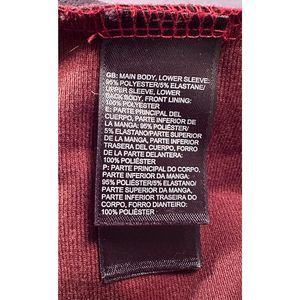 GB: MAIN BODY, LOWER SLEEVE:
95% POLYESTER/5% ELASTANE/
UPPER SLEEVE, LOWER
BACK BODY, FRONT LINING:
100% POLYESTER
E: PARTE PRINCIPAL DEL
CUERPO, PARTE INFERIOR DE
LA MANGA: 95% POLIÉSTER/
5% ELASTANO/PARTE SUPERIOR
DE LA MANGA, PARTE INFERIOR
TRASERA DEL CUERPO, FORRO
DE LA PARTE DELANTERA:
100% POLIÉSTER
P: PARTE PRINCIPAL DO CORPO,
PARTE INFERIOR DA MANGA:
95% POLIÉSTER/5% ELASTANO/
PARTE SUPERIOR DA MANGA,
PARTE INFERIOR TRASEIRA DO
CORPO, FORRO DIANTEIRO:
100% POLIÉSTER